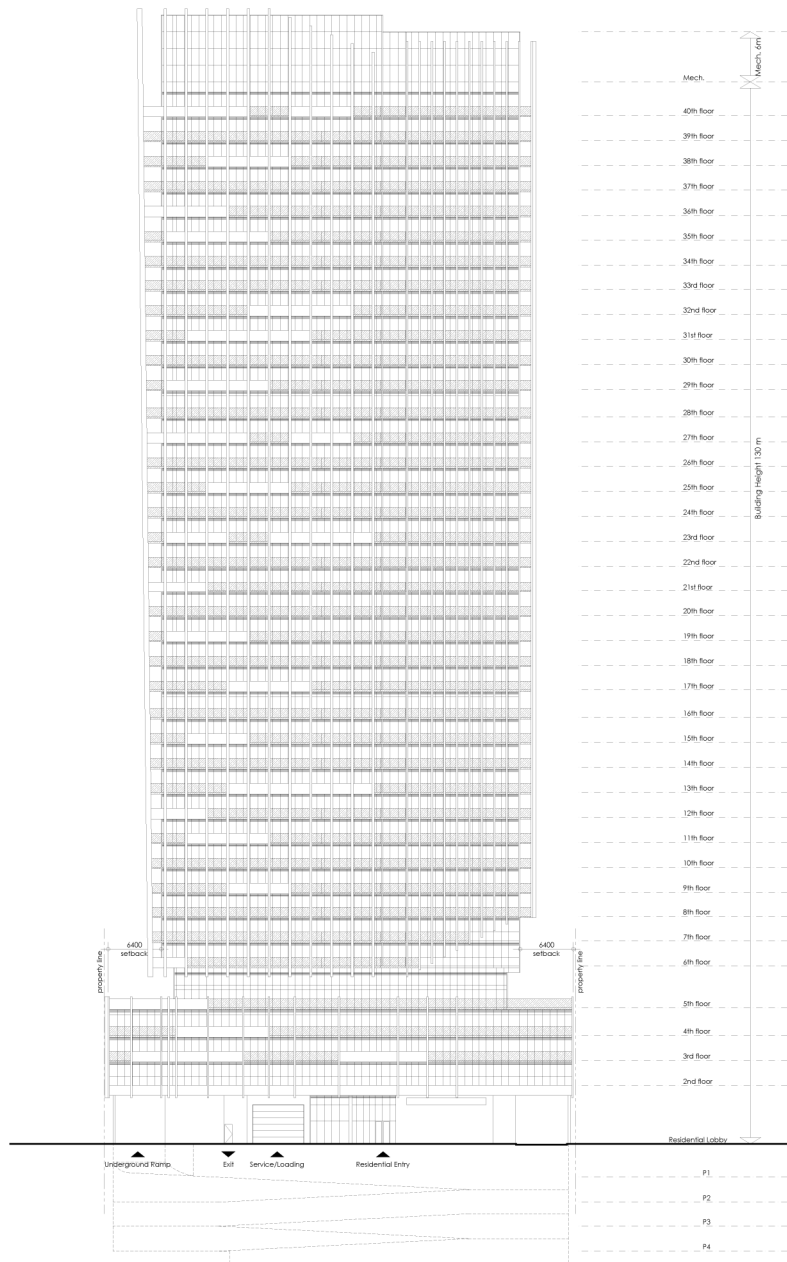 Mech. 6m
Mech.
40th floor
39th floor
38th floor
37th floor
36th floor
35th floor
34th floor
33rd floor
32nd floor
31st floor
30th floor
29th floor
28th floor
27th floor
26th floor
25th floor
24th floor
23rd floor
22nd floor
21st floor
20th floor
19th floor
18th floor
17th floor
16th floor
15th floor
14th floor
13th floor
12th floor
11th floor
10th floor
9th floor
8th floor
7th floor
6th floor
5th floor
4th floor
3rd floor
2nd floor
Residential Lobby
P1
P2
P3
P4
Building Height 130 m
property line
6400
setback
6400
setback
property line
Underground Ramp
Exit
Service/Loading
Residential Entry